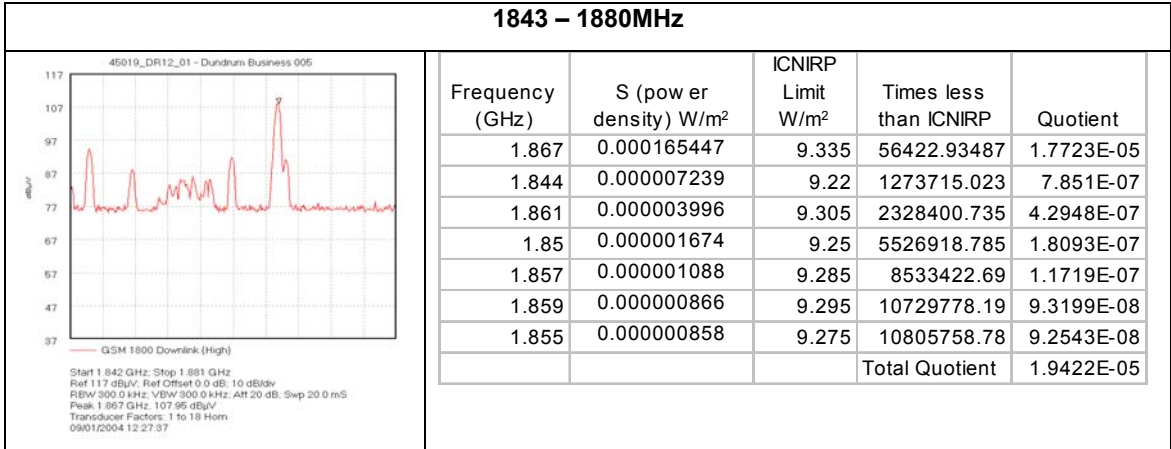 1843 – 1880MHz
45019_DR12_01 - Dundrum Business 005
117
107
97
87
77
67
57
47
37
dBµV
GSM 1800 Downlink (High)
Start 1.842 GHz; Stop 1.881 GHz
Ref 117 dBµV; Ref Offset 0.0 dB; 10 dB/div
RBW 300.0 kHz; VBW 300.0 kHz; Att 20 dB; Swp 20.0 mS
Peak 1.867 GHz, 107.95 dBµV
Transducer Factors: 1 to 18 Horn
09/01/2004 12:27:37
Frequency (GHz) S (pow er density) W/m² ICNIRP Limit W/m² Times less than ICNIRP Quotient
1.867 0.000165447 9.335 56422.93487 1.7723E-05
1.844 0.000007239 9.22 1273715.023 7.851E-07
1.861 0.000003996 9.305 2328400.735 4.2948E-07
1.85 0.000001674 9.25 5526918.785 1.8093E-07
1.857 0.000001088 9.285 8533422.69 1.1719E-07
1.859 0.000000866 9.295 10729778.19 9.3199E-08
1.855 0.000000858 9.275 10805758.78 9.2543E-08
Total Quotient 1.9422E-05